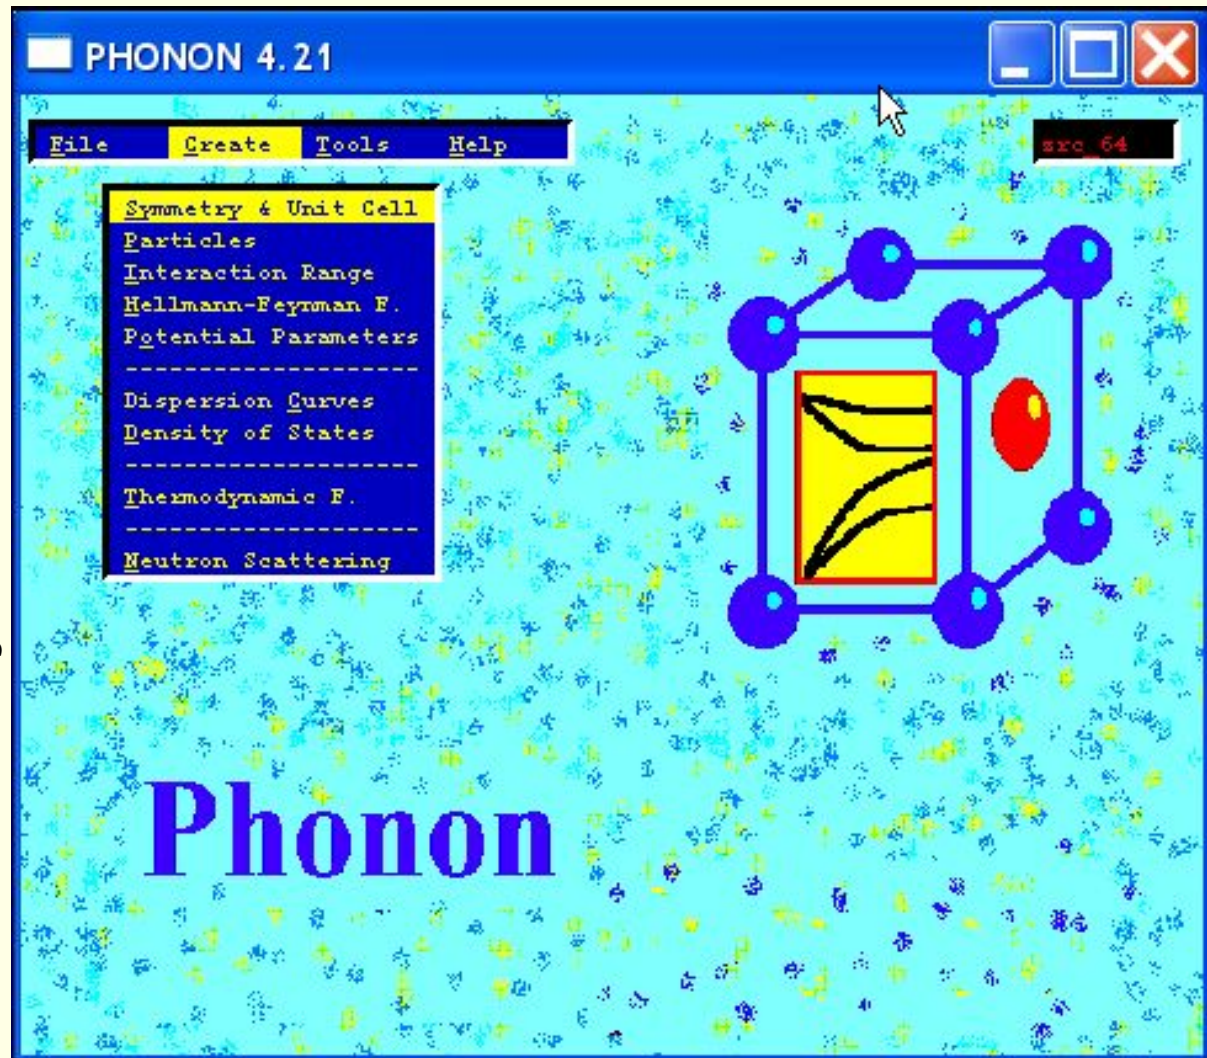 PHONON 4.21
File Create Tools Help
zrc_64
Symmetry & Unit Cell
Particles
Interaction Range
Hellmann-Feynman F.
Potential Parameters
--------------------
Dispersion Curves
Density of States
--------------------
Thermodynamic F.
--------------------
Neutron Scattering
Phonon